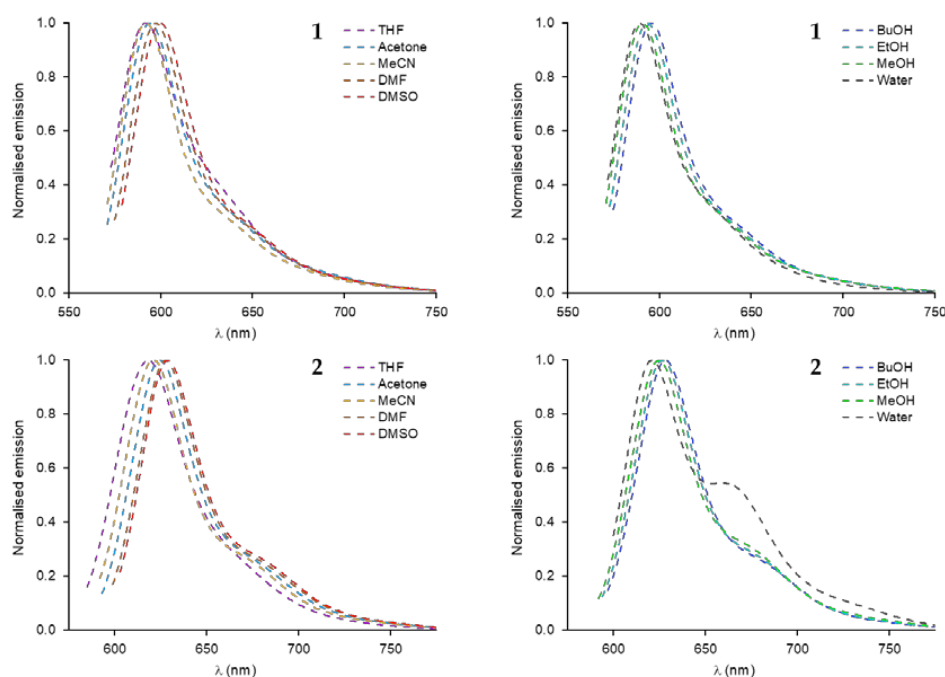 1.0
0.8
0.6
0.4
0.2
0.0
Normalised emission
550 600 650 700 750
λ (nm)
1
THF
Acetone
MeCN
DMF
DMSO
1.0
0.8
0.6
0.4
0.2
0.0
Normalised emission
550 600 650 700 750
λ (nm)
1
BuOH
EtOH
MeOH
Water
1.0
0.8
0.6
0.4
0.2
0.0
Normalised emission
600 650 700 750
λ (nm)
2
THF
Acetone
MeCN
DMF
DMSO
1.0
0.8
0.6
0.4
0.2
0.0
Normalised emission
600 650 700 750
λ (nm)
2
BuOH
EtOH
MeOH
Water